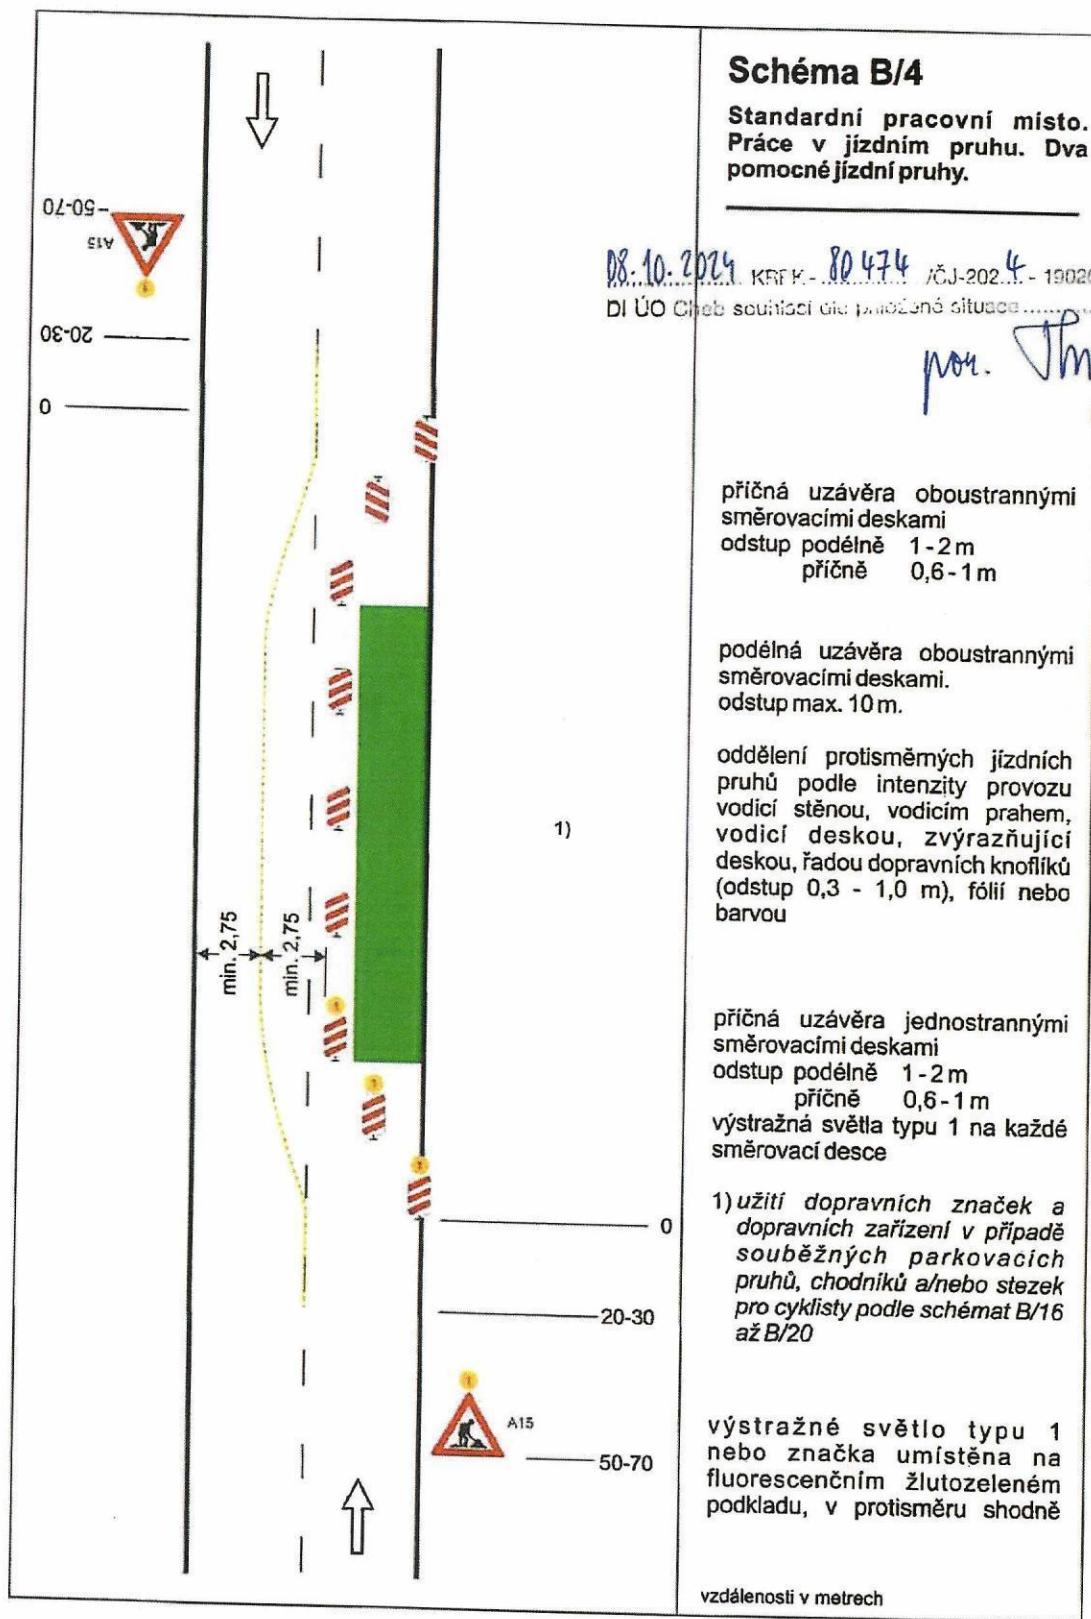 Schéma B/4
Standardní pracovní místo.
Práce v jízdním pruhu. Dva
pomocné jízdní pruhy.
08.10.2024 KRPK- 80474 /ČJ-2024 - 1902
DI ÚO Cheb souhlasí dle přiložené situace
por.
50-70
A15
20-30
0
příčná uzávěra oboustrannými
směrovacími deskami
odstup podélně 1-2 m
příčně 0,6-1 m
podélná uzávěra oboustrannými
směrovacími deskami.
odstup max. 10 m.
oddělení protisměrných jízdních
pruhů podle intenzity provozu
vodicí stěnou, vodicím prahem,
vodicí deskou, zvýrazňující
deskou, řadou dopravních knoflíků
(odstup 0,3 - 1,0 m), fólií nebo
barvou
1)
min. 2,75
min. 2,75
příčná uzávěra jednostrannými
směrovacími deskami
odstup podélně 1-2 m
příčně 0,6-1 m
výstražná světla typu 1 na každé
směrovací desce
1) užití dopravních značek a
dopravních zařízení v případě
souběžných parkovacích
pruhů, chodníků a/nebo stezek
pro cyklisty podle schémat B/16
až B/20
0
20-30
A15
50-70
výstražné světlo typu 1
nebo značka umístěna na
fluorescenčním žlutozeleném
podkladu, v protisměru shodně
vzdálenosti v metrech